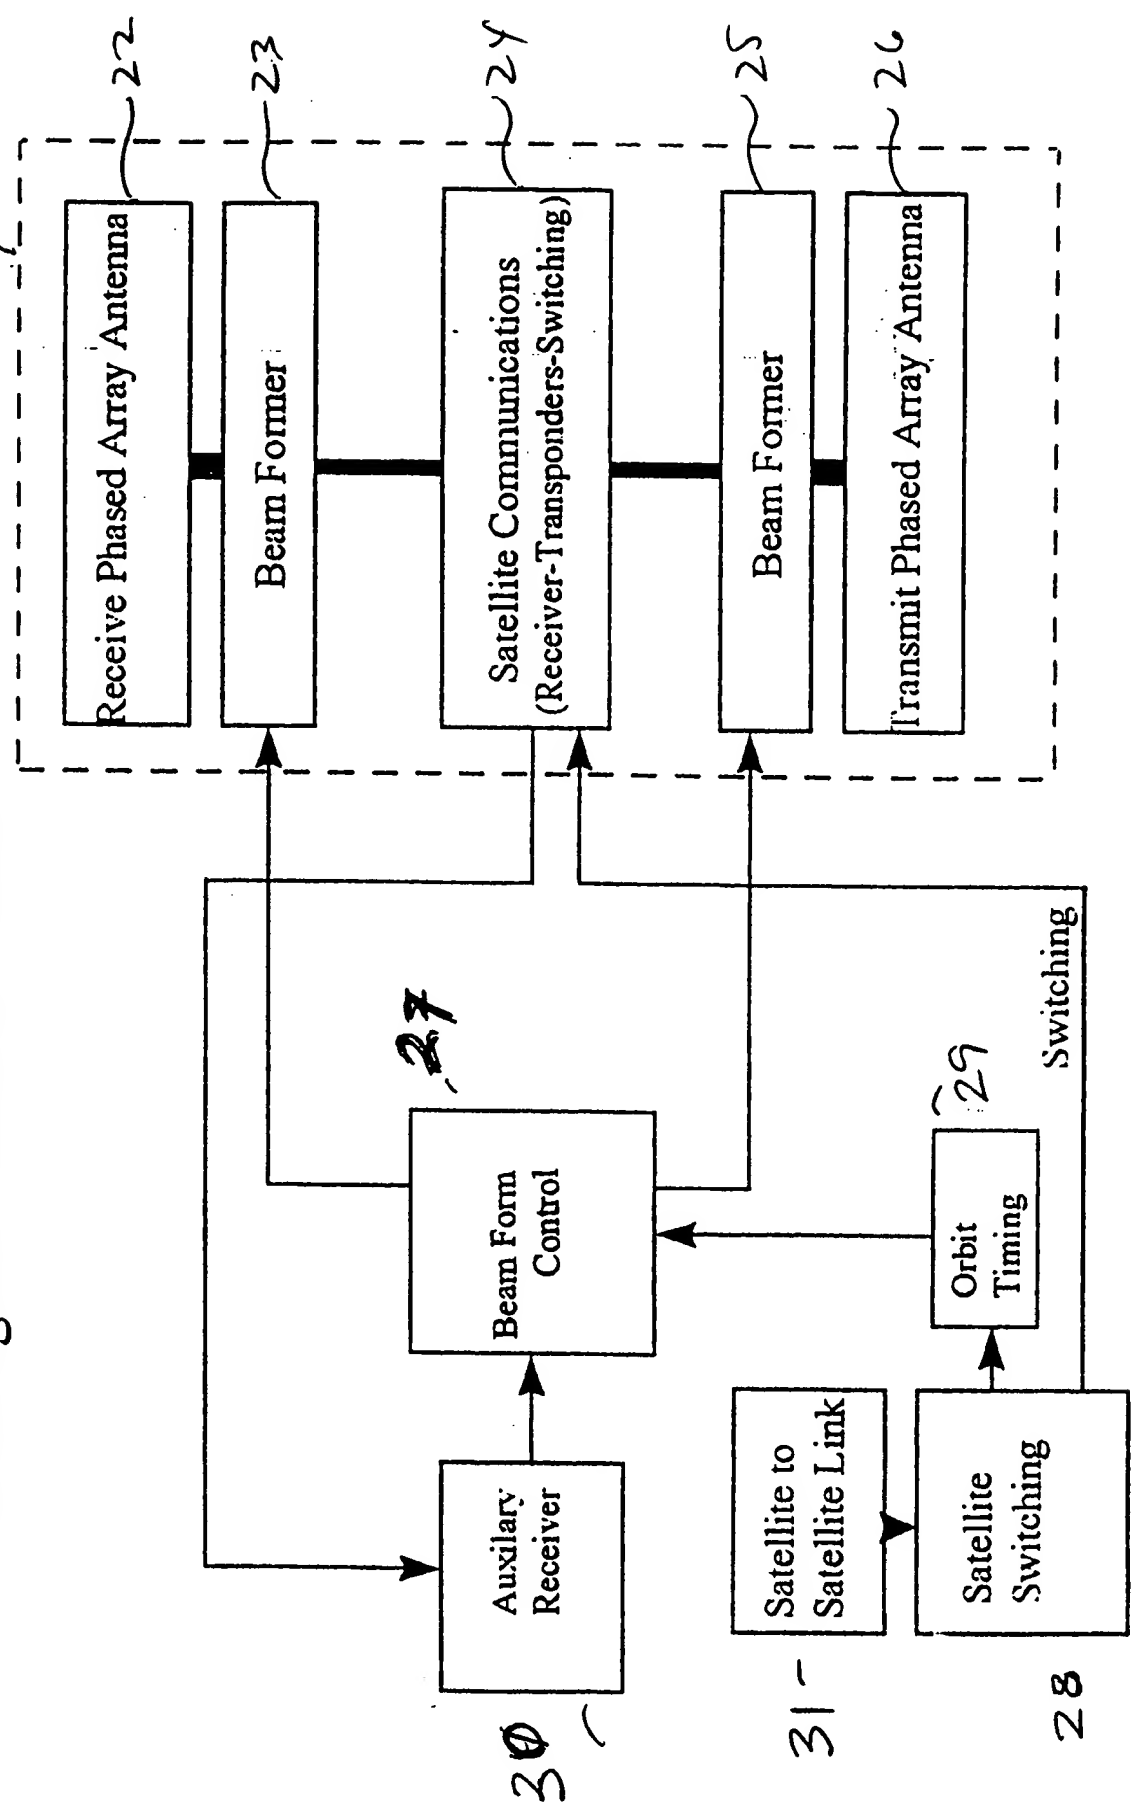 22
Receive Phased Array Antenna
23
Beam Former
24
Satellite Communications
(Receiver-Transponders-Switching)
25
Beam Former
26
Transmit Phased Array Antenna
27
Beam Form
Control
29
Orbit
Timing
Switching
30
Auxilary
Receiver
31
Satellite to
Satellite Link
28
Satellite
Switching